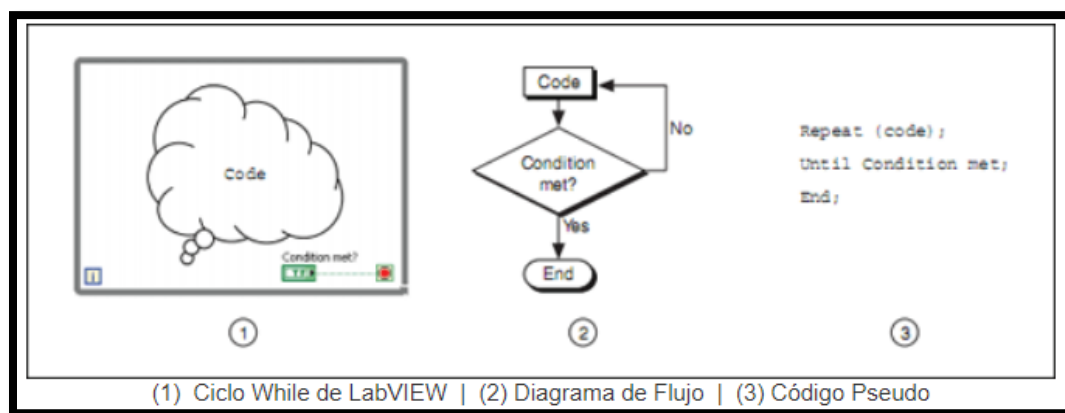 Code
Condition met?
TF
i
1
Code
Condition
met?
No
Yes
End
2
Repeat (code);
Until Condition met;
End;
3
(1) Ciclo While de LabVIEW | (2) Diagrama de Flujo | (3) Código Pseudo